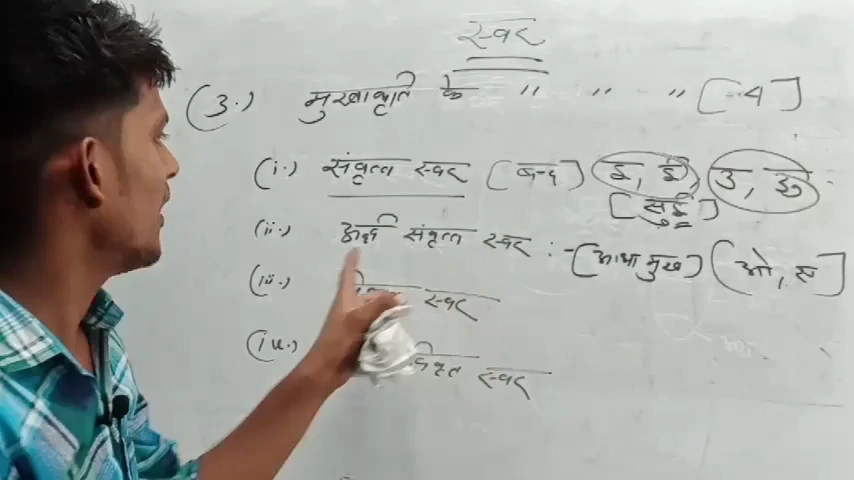 स्वर
(3.) मुखाकृति के " " " [-4]
(i.) संवृत्त स्वर [बन्द] इ, ई, उ, ऊ
[सुई]
(ii.) अर्ध संवृत्त स्वर :- [आधा मुख] [ओ, ए]
(iii.) स्वर
(iv.) स्वर